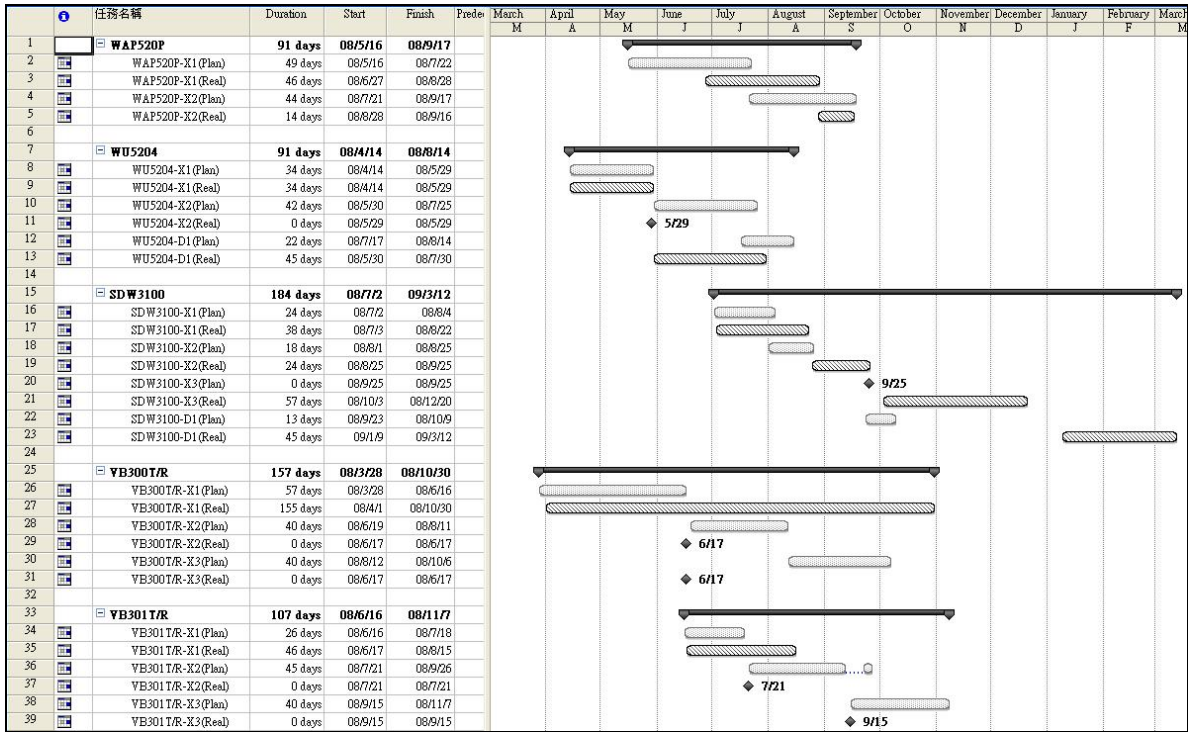 任務名稱 Duration Start Finish Prede March April May June July August September October November December January February March
M A M J J A S O N D J F M
1 WAP520P 91 days 08/5/16 08/9/17
2 WAP520P-X1(Plan) 49 days 08/5/16 08/7/22
3 WAP520P-X1(Real) 46 days 08/6/27 08/8/28
4 WAP520P-X2(Plan) 44 days 08/7/21 08/9/17
5 WAP520P-X2(Real) 14 days 08/8/28 08/9/16
6
7 WU5204 91 days 08/4/14 08/8/14
8 WU5204-X1(Plan) 34 days 08/4/14 08/5/29
9 WU5204-X1(Real) 34 days 08/4/14 08/5/29
10 WU5204-X2(Plan) 42 days 08/5/30 08/7/25
11 WU5204-X2(Real) 0 days 08/5/29 08/5/29 5/29
12 WU5204-D1(Plan) 22 days 08/7/17 08/8/14
13 WU5204-D1(Real) 45 days 08/5/30 08/7/30
14
15 SDW3100 184 days 08/7/2 09/3/12
16 SDW3100-X1(Plan) 24 days 08/7/2 08/8/4
17 SDW3100-X1(Real) 38 days 08/7/3 08/8/22
18 SDW3100-X2(Plan) 18 days 08/8/1 08/8/25
19 SDW3100-X2(Real) 24 days 08/8/25 08/9/25
20 SDW3100-X3(Plan) 0 days 08/9/25 08/9/25 9/25
21 SDW3100-X3(Real) 57 days 08/10/3 08/12/20
22 SDW3100-D1(Plan) 13 days 08/9/23 08/10/9
23 SDW3100-D1(Real) 45 days 09/1/9 09/3/12
24
25 VB300T/R 157 days 08/3/28 08/10/30
26 VB300T/R-X1(Plan) 57 days 08/3/28 08/6/16
27 VB300T/R-X1(Real) 155 days 08/4/1 08/10/30
28 VB300T/R-X2(Plan) 40 days 08/6/19 08/8/11
29 VB300T/R-X2(Real) 0 days 08/6/17 08/6/17 6/17
30 VB300T/R-X3(Plan) 40 days 08/8/12 08/10/6
31 VB300T/R-X3(Real) 0 days 08/6/17 08/6/17 6/17
32
33 VB301T/R 107 days 08/6/16 08/11/7
34 VB301T/R-X1(Plan) 26 days 08/6/16 08/7/18
35 VB301T/R-X1(Real) 46 days 08/6/17 08/8/15
36 VB301T/R-X2(Plan) 45 days 08/7/21 08/9/26
37 VB301T/R-X2(Real) 0 days 08/7/21 08/7/21 7/21
38 VB301T/R-X3(Plan) 40 days 08/9/15 08/11/7
39 VB301T/R-X3(Real) 0 days 08/9/15 08/9/15 9/15